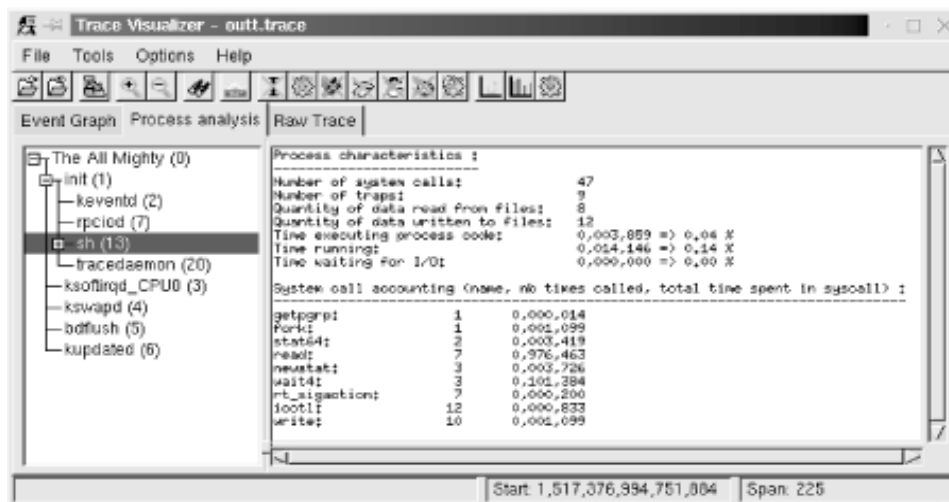 Trace Visualizer – outt.trace
File Tools Options Help
Event Graph Process analysis Raw Trace
The All Mighty (0)
init (1)
keventd (2)
rpciod (7)
sh (13)
tracedaemon (20)
ksoftirqd_CPU0 (3)
kswapd (4)
bdflush (5)
kupdated (6)
Process characteristics :
Number of system calls: 47
Number of traps: 9
Quantity of data read from files: 8
Quantity of data written to files: 12
Time executing process code: 0,003,859 => 0.04 %
Time running: 0,014,146 => 0.14 %
Time waiting for I/O: 0,000,000 => 0.00 %
System call accounting (name, nb times called, total time spent in syscall) :
getpgrp: 1 0,000,014
fork: 1 0,001,099
stat64: 2 0,003,419
read: 7 0,976,463
newstat: 3 0,003,726
wait4: 3 0,101,384
rt_sigaction: 7 0,000,200
ioctl: 12 0,000,833
write: 10 0,001,099
Start: 1,517,376,994,751,884 Span: 225